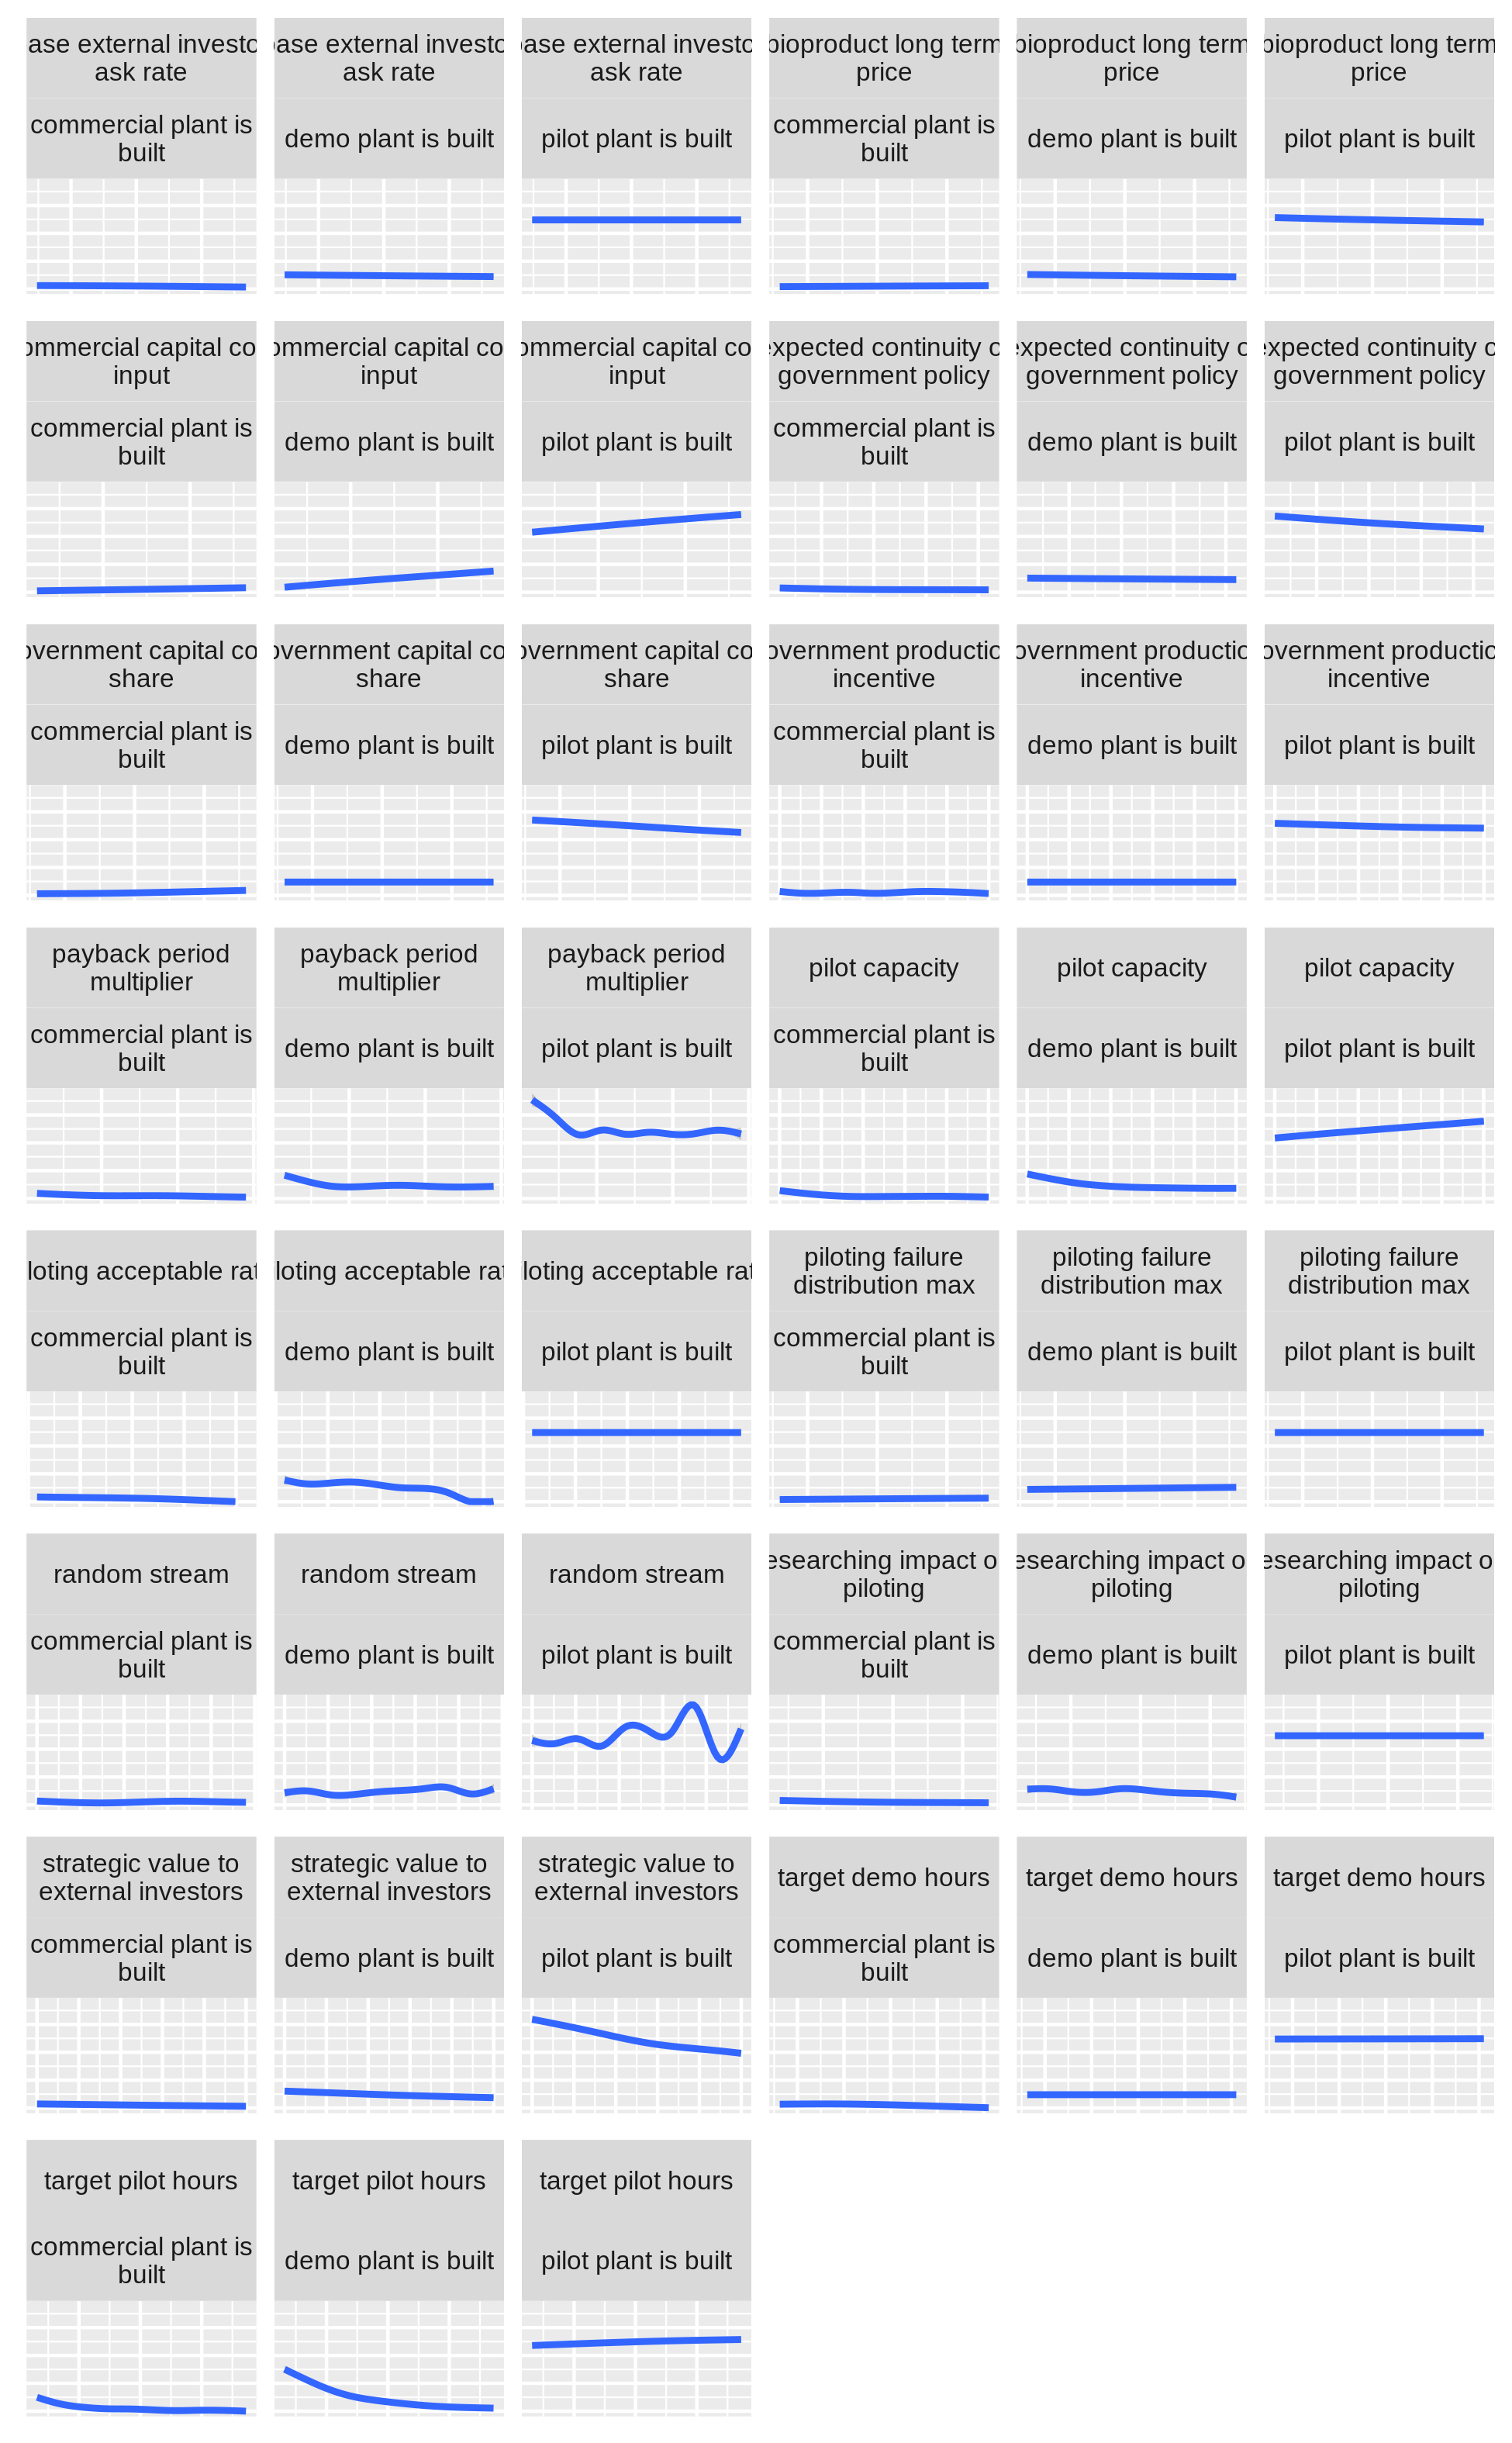 ase external investo
ask rate
commercial plant is
built
base external investo
ask rate
demo plant is built
base external investo
ask rate
pilot plant is built
bioproduct long term
price
commercial plant is
built
bioproduct long term
price
demo plant is built
bioproduct long term
price
pilot plant is built
ommercial capital co
input
commercial plant is
built
ommercial capital co
input
demo plant is built
ommercial capital co
input
pilot plant is built
expected continuity o
government policy
commercial plant is
built
expected continuity o
government policy
demo plant is built
expected continuity o
government policy
pilot plant is built
overnment capital co
share
commercial plant is
built
overnment capital co
share
demo plant is built
overnment capital co
share
pilot plant is built
overnment productio
incentive
commercial plant is
built
overnment productio
incentive
demo plant is built
overnment productio
incentive
pilot plant is built
payback period
multiplier
commercial plant is
built
payback period
multiplier
demo plant is built
payback period
multiplier
pilot plant is built
pilot capacity
commercial plant is
built
pilot capacity
demo plant is built
pilot capacity
pilot plant is built
loting acceptable rat
commercial plant is
built
loting acceptable rat
demo plant is built
loting acceptable rat
pilot plant is built
piloting failure
distribution max
commercial plant is
built
piloting failure
distribution max
demo plant is built
piloting failure
distribution max
pilot plant is built
random stream
commercial plant is
built
random stream
demo plant is built
random stream
pilot plant is built
esearching impact o
piloting
commercial plant is
built
esearching impact o
piloting
demo plant is built
esearching impact o
piloting
pilot plant is built
strategic value to
external investors
commercial plant is
built
strategic value to
external investors
demo plant is built
strategic value to
external investors
pilot plant is built
target demo hours
commercial plant is
built
target demo hours
demo plant is built
target demo hours
pilot plant is built
target pilot hours
commercial plant is
built
target pilot hours
demo plant is built
target pilot hours
pilot plant is built